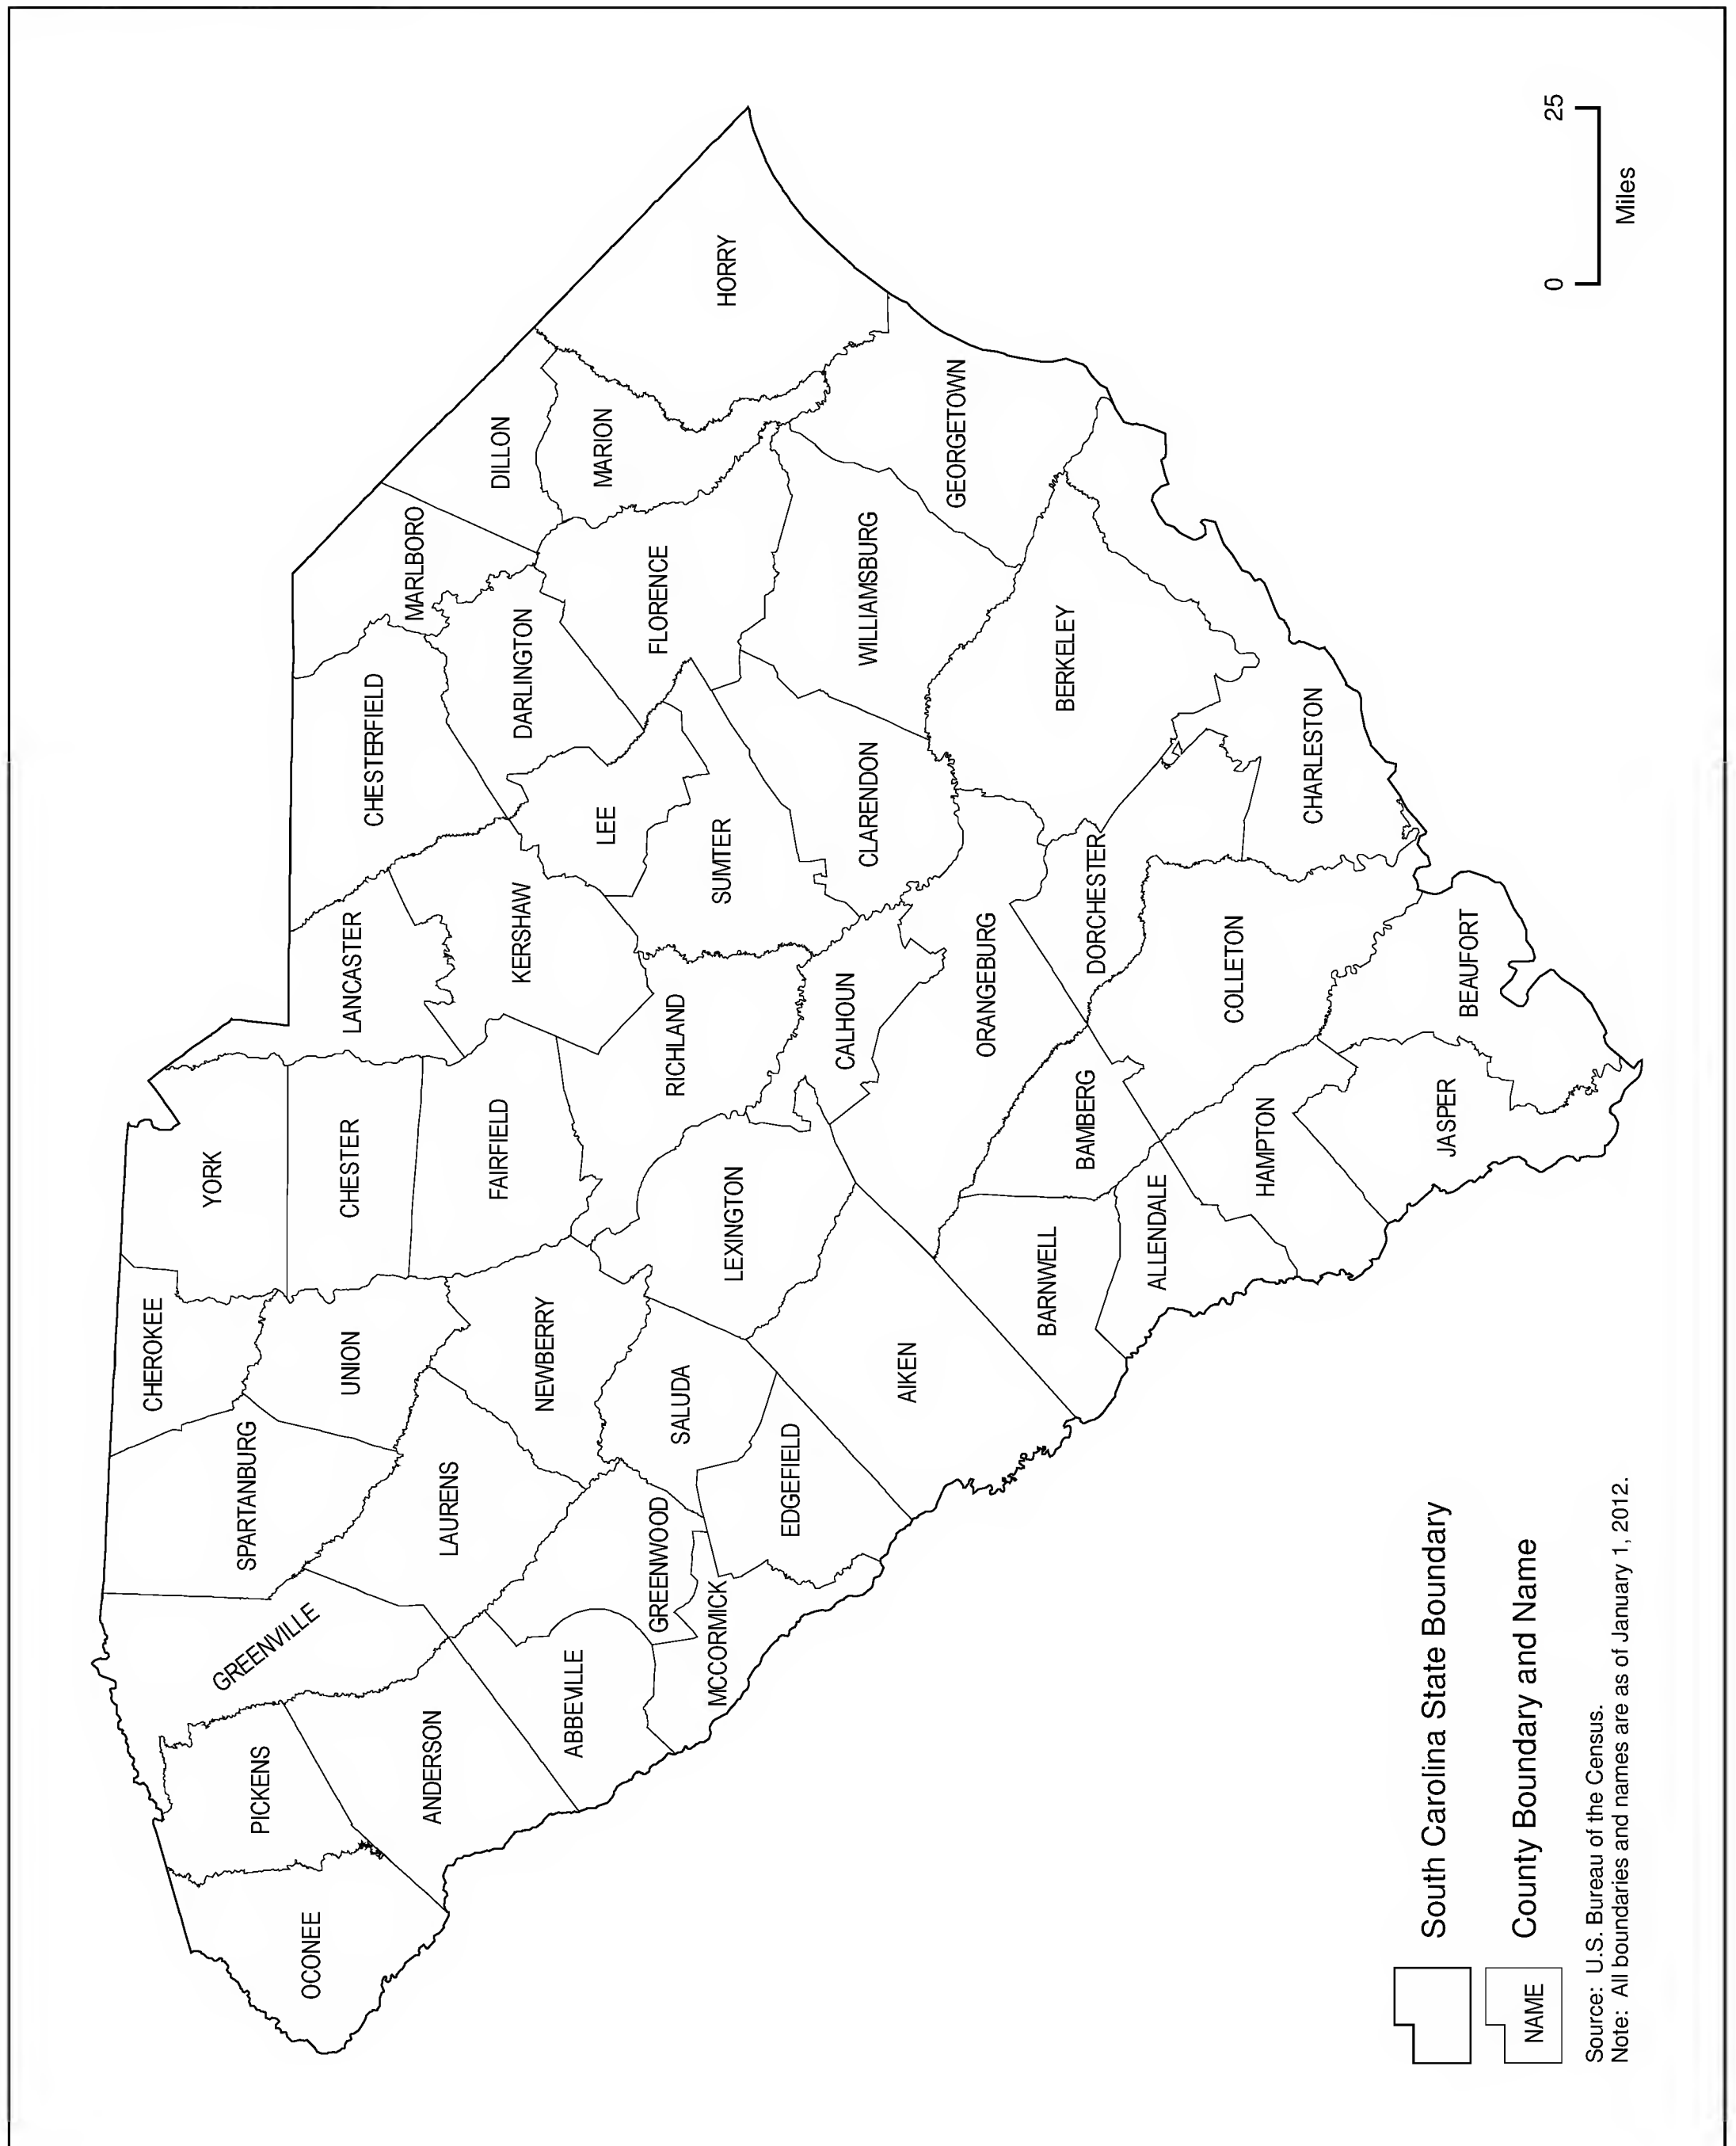 CHEROKEE
YORK
SPARTANBURG
GREENVILLE
PICKENS
OCONEE
UNION
CHESTER
LANCASTER
CHESTERFIELD
MARLBORO
DILLON
ANDERSON
LAURENS
FAIRFIELD
KERSHAW
DARLINGTON
MARION
ABBEVILLE
NEWBERRY
LEE
FLORENCE
HORRY
GREENWOOD
SALUDA
RICHLAND
SUMTER
MCCORMICK
EDGEFIELD
LEXINGTON
CALHOUN
CLARENDON
WILLIAMSBURG
GEORGETOWN
AIKEN
ORANGEBURG
BERKELEY
BARNWELL
BAMBERG
DORCHESTER
ALLENDALE
HAMPTON
COLLETON
CHARLESTON
JASPER
BEAUFORT
0 25
Miles
South Carolina State Boundary
NAME County Boundary and Name
Source: U.S. Bureau of the Census.
Note: All boundaries and names are as of January 1, 2012.